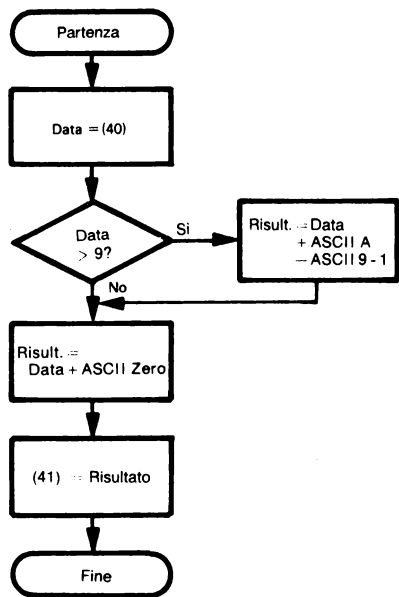 Partenza
Data = (40)
Data
> 9?
Si
Risult. = Data
+ ASCII A
– ASCII 9 - 1
No
Risult. =
Data + ASCII Zero
(41) = Risultato
Fine